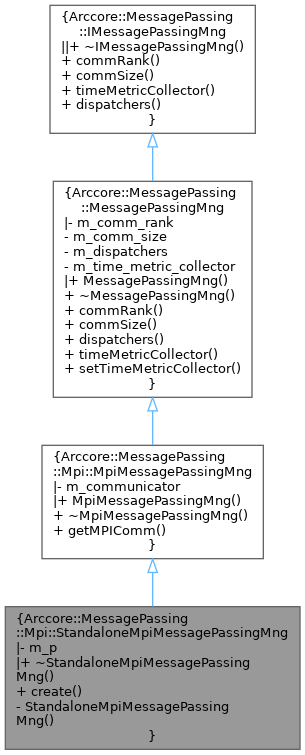 {Arccore::MessagePassing
::IMessagePassingMng
||+ ~IMessagePassingMng()
+ commRank()
+ commSize()
+ timeMetricCollector()
+ dispatchers()
}
{Arccore::MessagePassing
::MessagePassingMng
|- m_comm_rank
- m_comm_size
- m_dispatchers
- m_time_metric_collector
|+ MessagePassingMng()
+ ~MessagePassingMng()
+ commRank()
+ commSize()
+ dispatchers()
+ timeMetricCollector()
+ setTimeMetricCollector()
}
{Arccore::MessagePassing
::Mpi::MpiMessagePassingMng
|- m_communicator
|+ MpiMessagePassingMng()
+ ~MpiMessagePassingMng()
+ getMPIComm()
}
{Arccore::MessagePassing
::Mpi::StandaloneMpiMessagePassingMng
|- m_p
|+ ~StandaloneMpiMessagePassing
Mng()
+ create()
- StandaloneMpiMessagePassing
Mng()
}